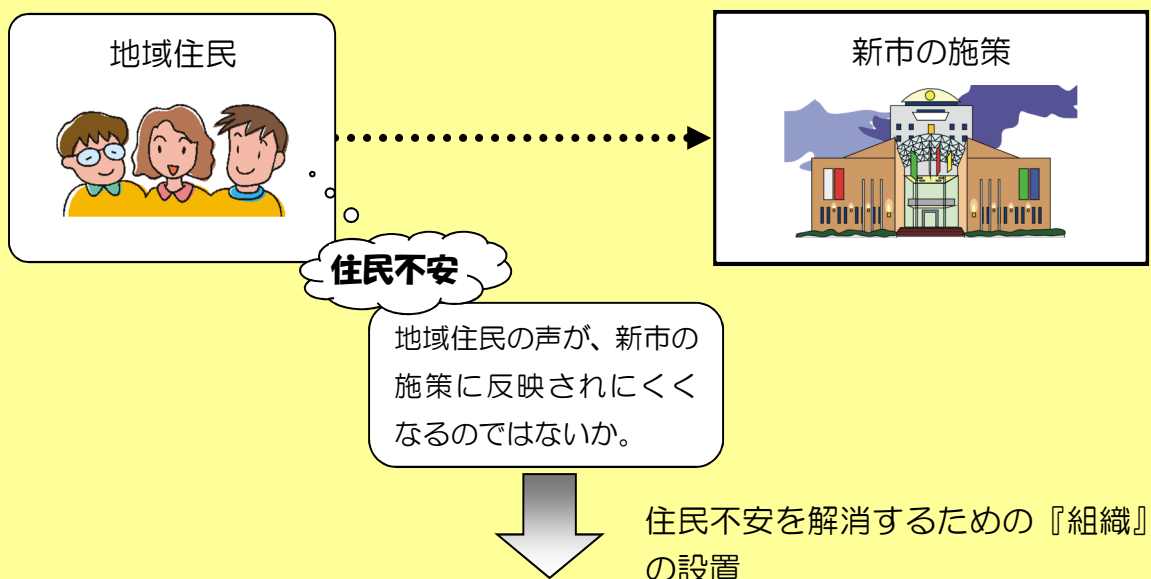 地域住民
新市の施策
住民不安
地域住民の声が、新市の
施策に反映されにくく
なるのではないか。
住民不安を解消するための『組織』
の設置